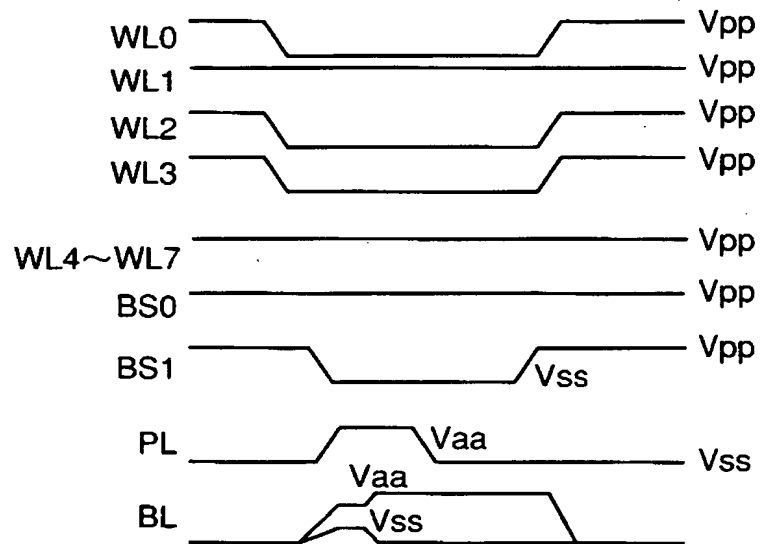 WL0 Vpp
WL1 Vpp
WL2 Vpp
WL3 Vpp
WL4～WL7 Vpp
BS0 Vpp
BS1 Vss Vpp
PL Vaa Vss
Vaa
BL Vss